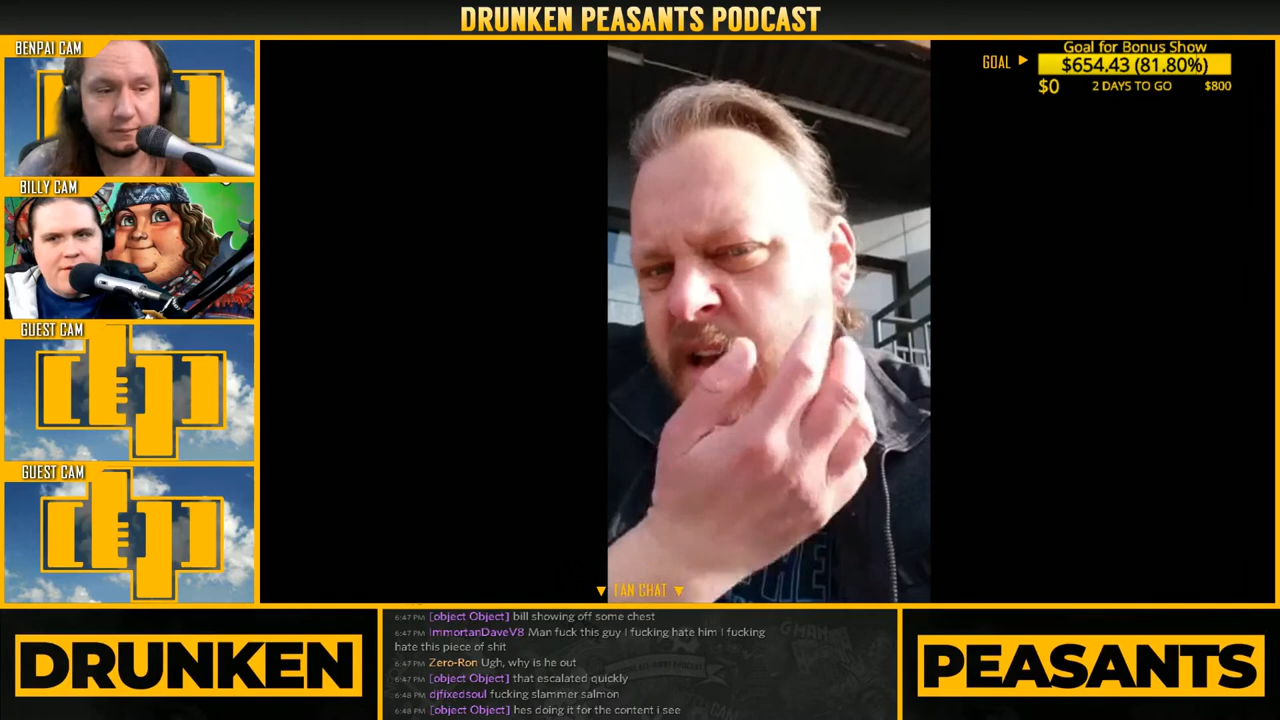 DRUNKEN PEASANTS PODCAST
BENPAI CAM
BILLY CAM
GUEST CAM
GUEST CAM
GOAL
Goal for Bonus Show
$654.43 (81.80%)
$0 2 DAYS TO GO $800
FAN CHAT
6:47 PM [object Object] bill showing off some chest
6:47 PM ImmortanDaveV8 Man fuck this guy I fucking hate him I fucking
hate this piece of shit
6:47 PM Zero-Ron Ugh, why is he out
6:47 PM [object Object] that escalated quickly
6:48 PM djfixedsoul fucking slammer salmon
6:48 PM [object Object] hes doing it for the content i see
DRUNKEN
PEASANTS